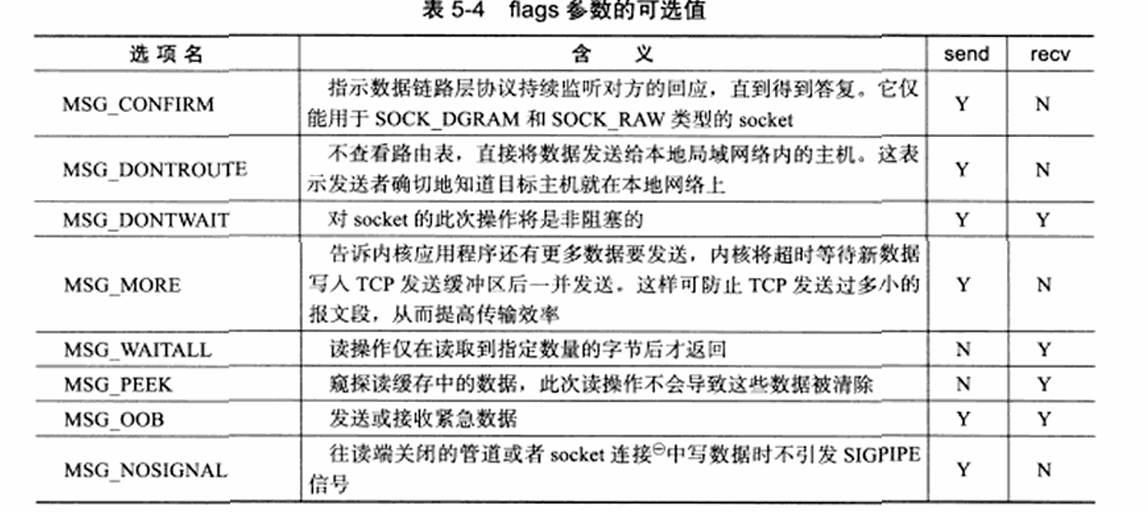 表 5-4 flags 参数的可选值
选 项 名 含 义 send recv
MSG_CONFIRM 指示数据链路层协议持续监听对方的回应，直到得到答复。它仅
能用于 SOCK_DGRAM 和 SOCK_RAW 类型的 socket Y N
MSG_DONTROUTE 不查看路由表，直接将数据发送给本地局域网络内的主机。这表
示发送者确切地知道目标主机就在本地网络上 Y N
MSG_DONTWAIT 对 socket 的此次操作将是非阻塞的 Y Y
告诉内核应用程序还有更多数据要发送，内核将超时等待新数据
MSG_MORE 写入 TCP 发送缓冲区后一并发送。这样可防止 TCP 发送过多小的 Y N
报文段，从而提高传输效率
MSG_WAITALL 读操作仅在读取到指定数量的字节后才返回 N Y
MSG_PEEK 窥探读缓存中的数据，此次读操作不会导致这些数据被清除 N Y
MSG_OOB 发送或接收紧急数据 Y Y
MSG_NOSIGNAL 往读端关闭的管道或者 socket 连接㊀中写数据时不引发 SIGPIPE
信号 Y N